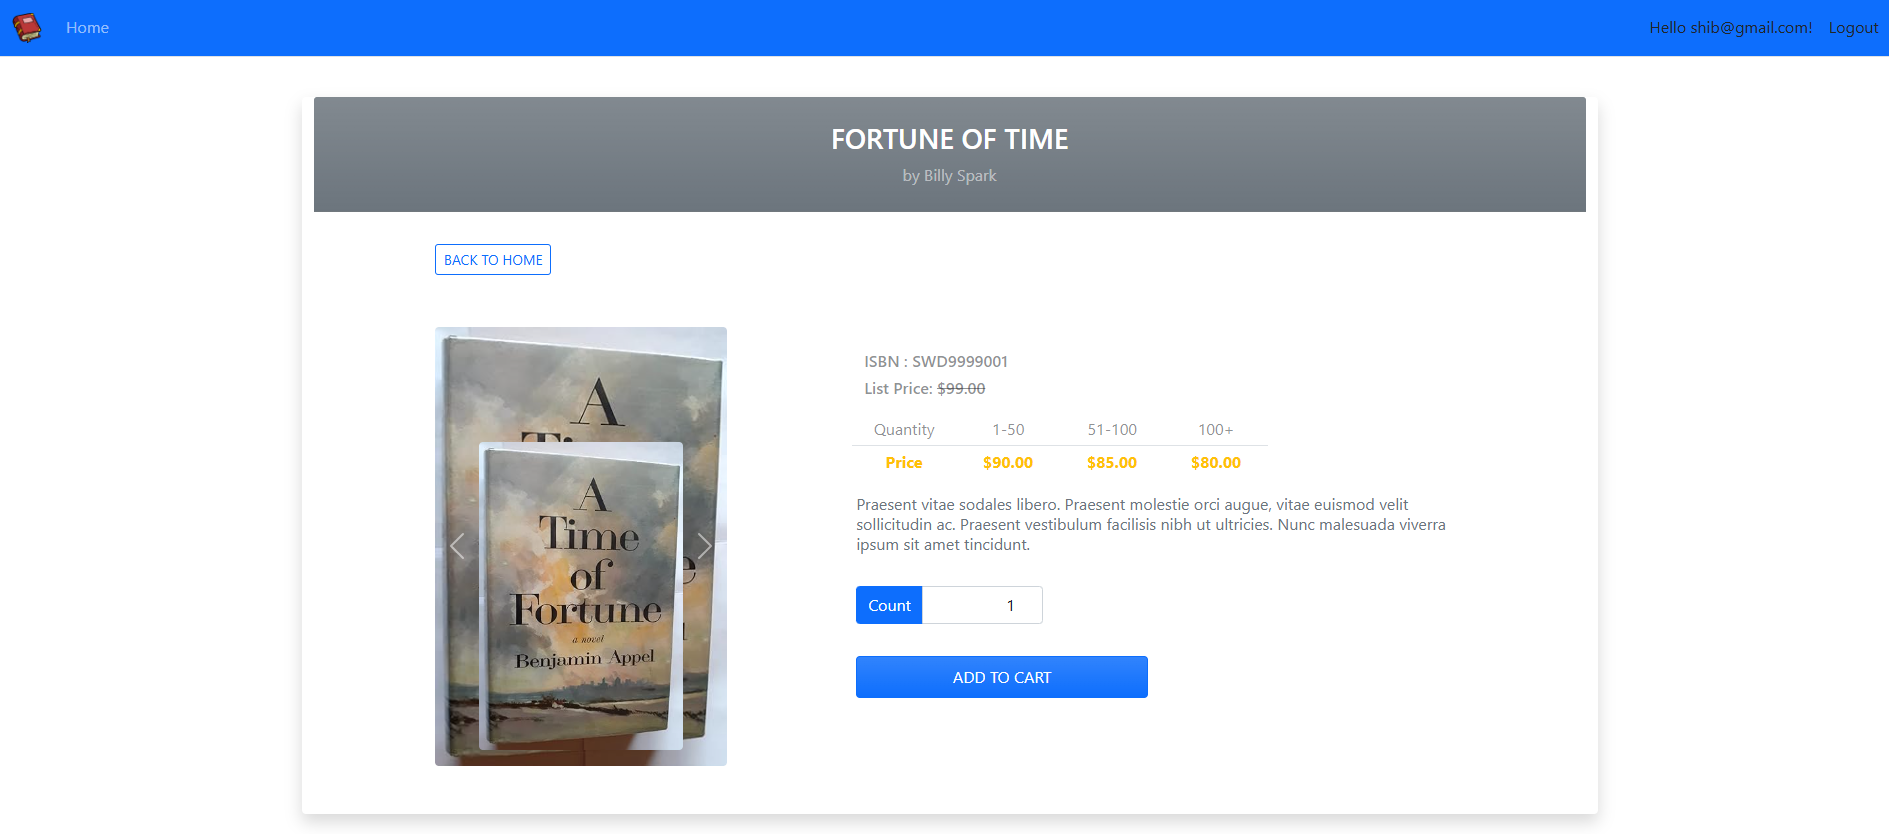 Home
Hello shib@gmail.com!
Logout
FORTUNE OF TIME
by Billy Spark
BACK TO HOME
A
A
Time
of
Fortune
a novel
Benjamin Appel
ISBN : SWD9999001
List Price: $99.00
Quantity 1-50 51-100 100+
Price $90.00 $85.00 $80.00
Praesent vitae sodales libero. Praesent molestie orci augue, vitae euismod velit
sollicitudin ac. Praesent vestibulum facilisis nibh ut ultricies. Nunc malesuada viverra
ipsum sit amet tincidunt.
Count 1
ADD TO CART